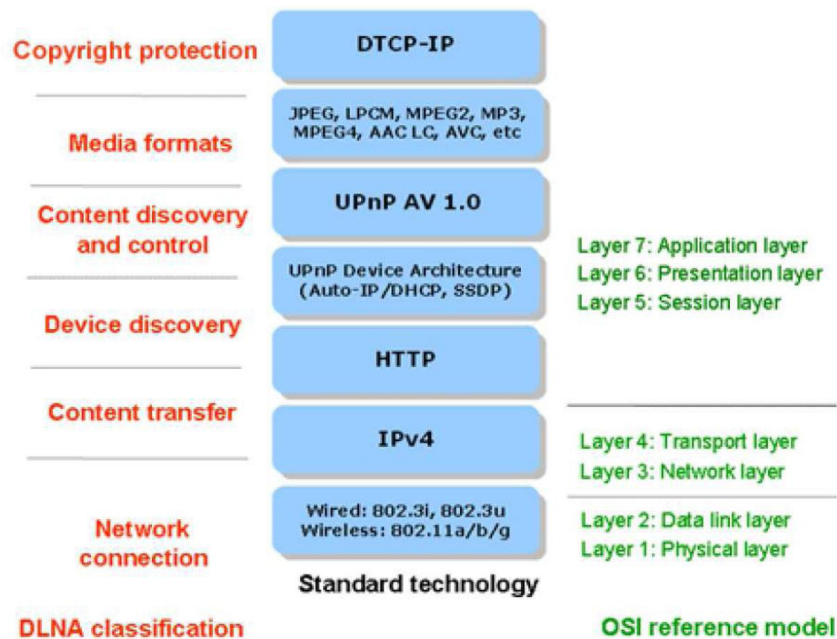 Copyright protection
DTCP-IP
Media formats
JPEG, LPCM, MPEG2, MP3,
MPEG4, AAC LC, AVC, etc
Content discovery
and control
UPnP AV 1.0
Device discovery
UPnP Device Architecture
(Auto-IP/DHCP, SSDP)
Layer 7: Application layer
Layer 6: Presentation layer
Layer 5: Session layer
HTTP
Content transfer
IPv4
Layer 4: Transport layer
Layer 3: Network layer
Network
connection
Wired: 802.3i, 802.3u
Wireless: 802.11a/b/g
Layer 2: Data link layer
Layer 1: Physical layer
Standard technology
DLNA classification
OSI reference model